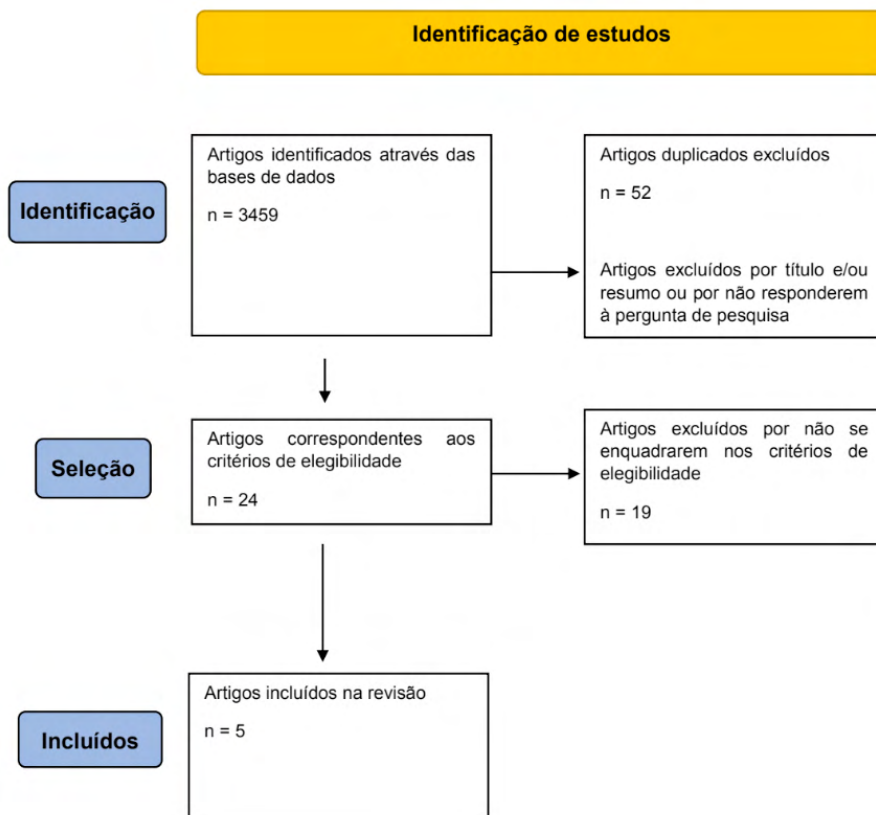 Identificação de estudos
Identificação
Artigos identificados através das
bases de dados
n = 3459
Artigos duplicados excluídos
n = 52
Artigos excluídos por título e/ou
resumo ou por não responderem
à pergunta de pesquisa
Seleção
Artigos correspondentes aos
critérios de elegibilidade
n = 24
Artigos excluídos por não se
enquadrarem nos critérios de
elegibilidade
n = 19
Incluídos
Artigos incluídos na revisão
n = 5